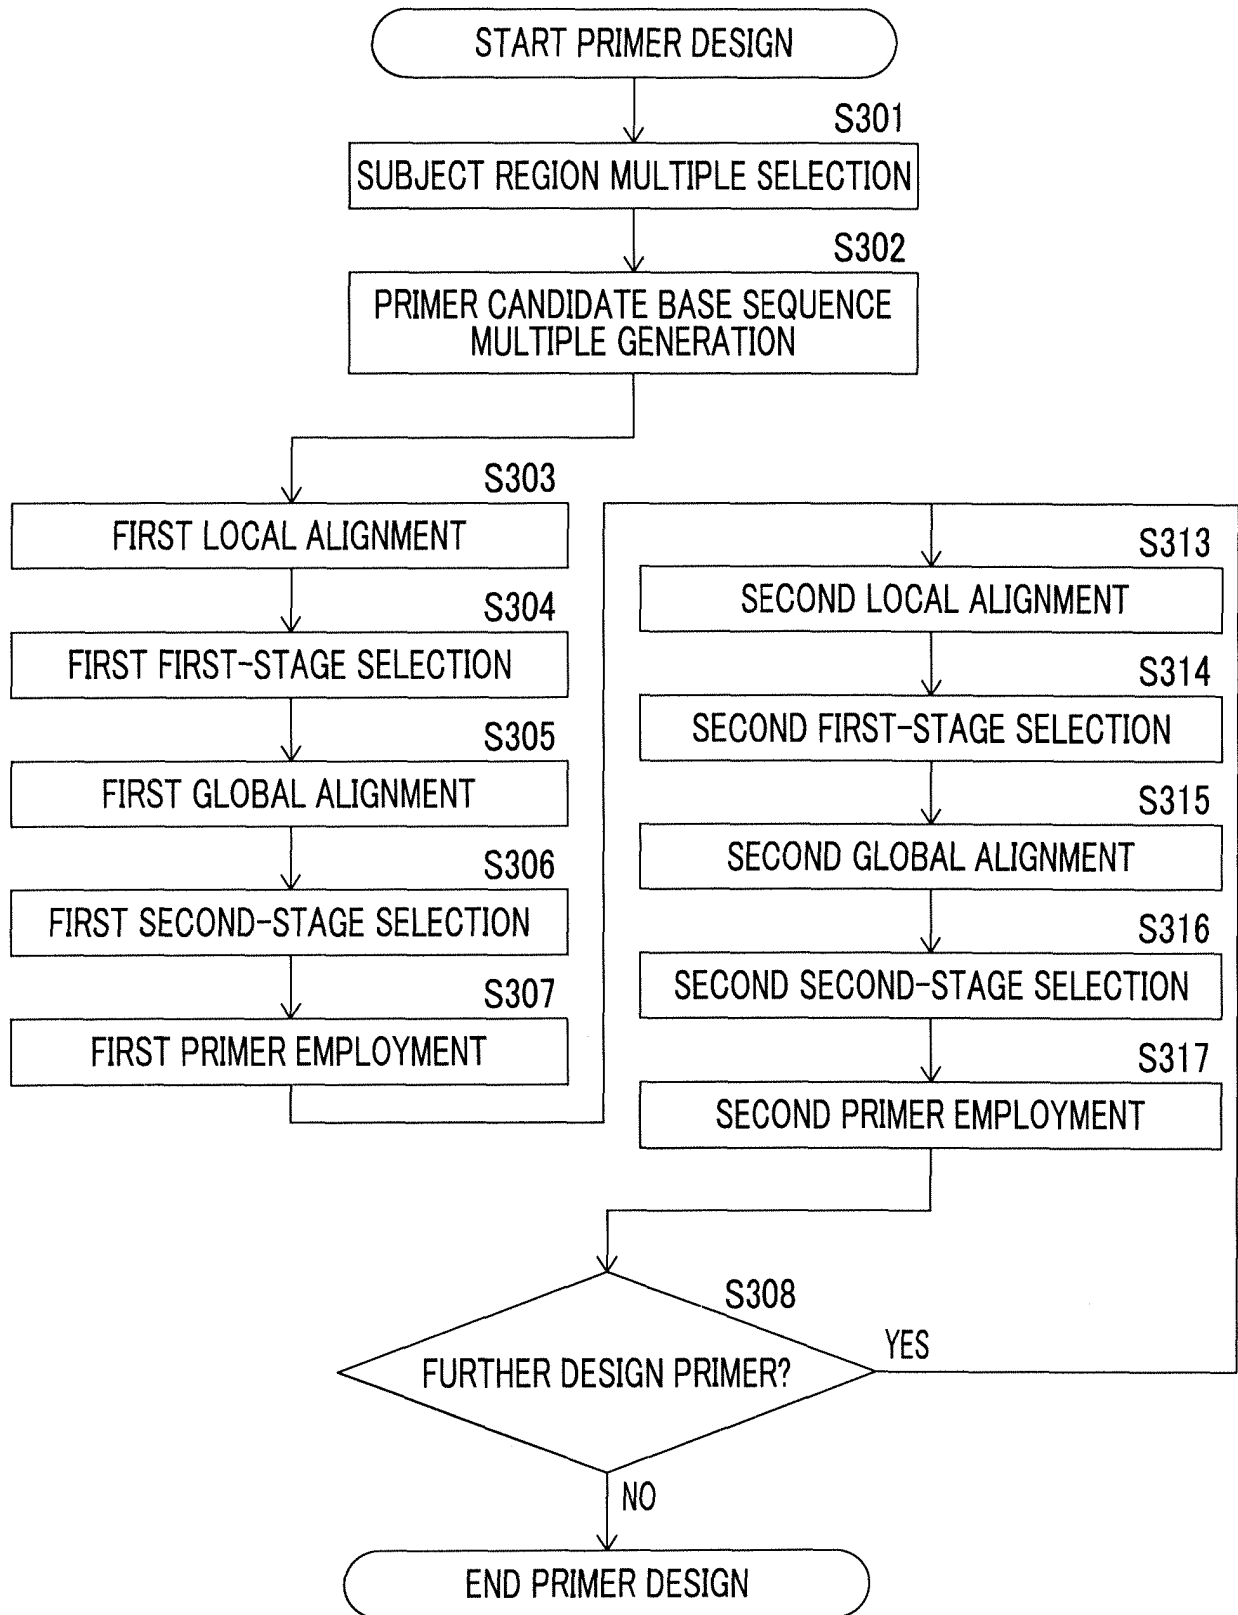 START PRIMER DESIGN
S301
SUBJECT REGION MULTIPLE SELECTION
S302
PRIMER CANDIDATE BASE SEQUENCE
MULTIPLE GENERATION
S303
FIRST LOCAL ALIGNMENT
S304
FIRST FIRST-STAGE SELECTION
S305
FIRST GLOBAL ALIGNMENT
S306
FIRST SECOND-STAGE SELECTION
S307
FIRST PRIMER EMPLOYMENT
S313
SECOND LOCAL ALIGNMENT
S314
SECOND FIRST-STAGE SELECTION
S315
SECOND GLOBAL ALIGNMENT
S316
SECOND SECOND-STAGE SELECTION
S317
SECOND PRIMER EMPLOYMENT
S308
FURTHER DESIGN PRIMER?
YES
NO
END PRIMER DESIGN